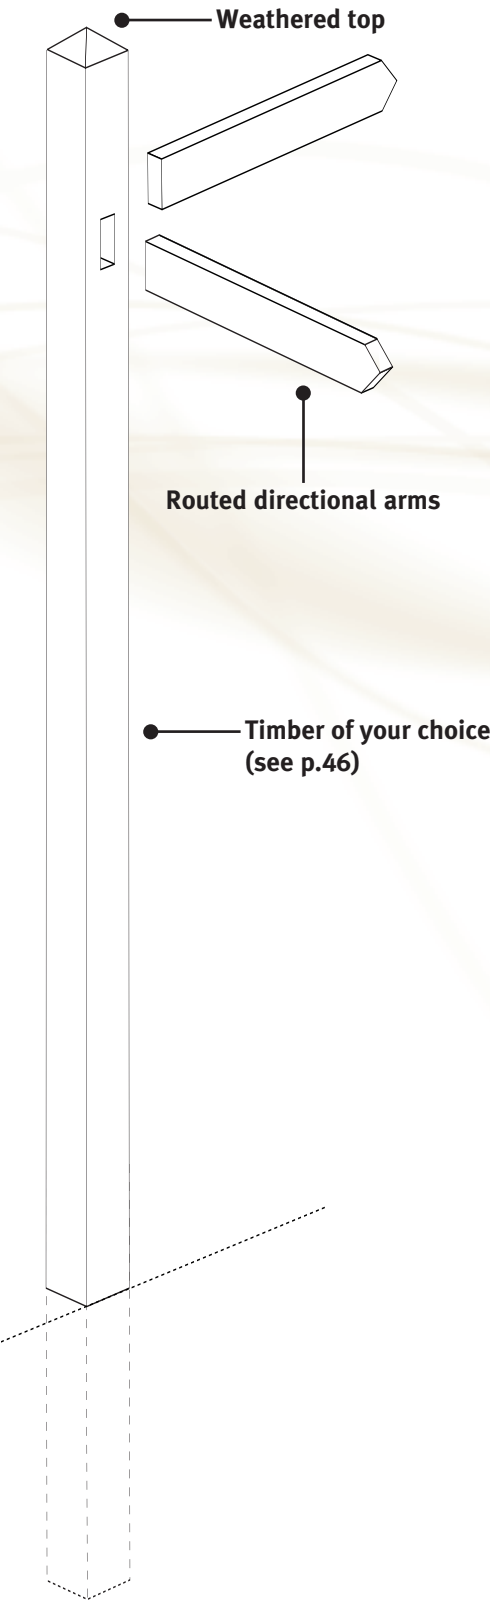 Weathered top
Routed directional arms
Timber of your choice
(see p.46)